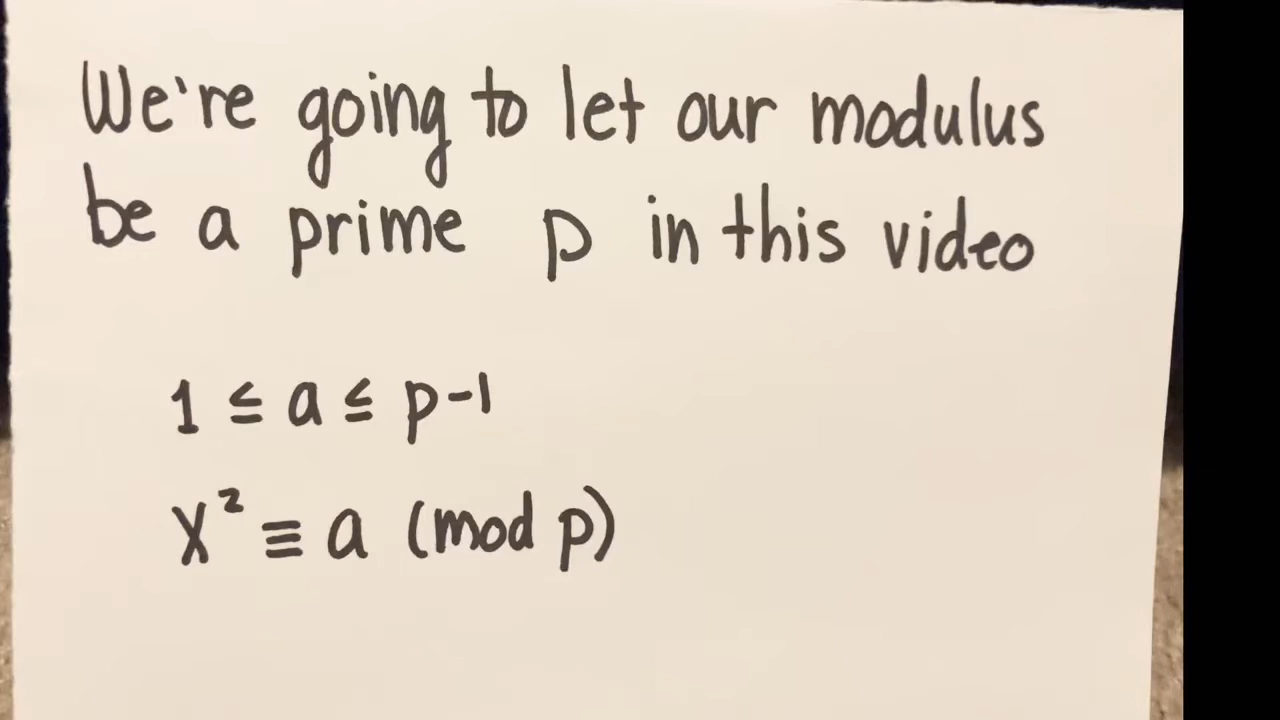 We're going to let our modulus
be a prime p in this video
1 ≤ a ≤ p-1
x² ≡ a (mod p)